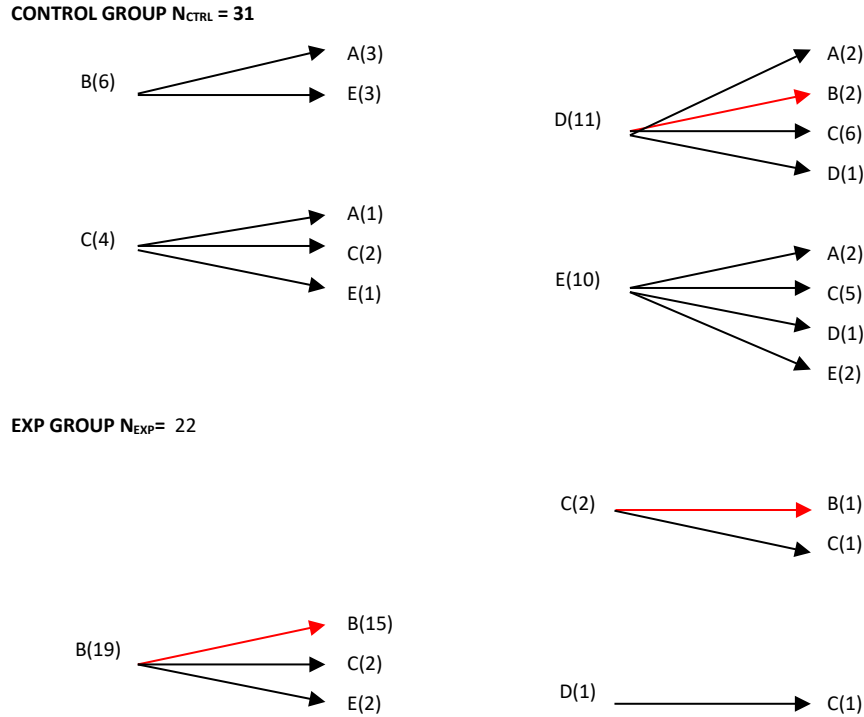 CONTROL GROUP NCTRL = 31
B(6)
A(3)
E(3)
D(11)
A(2)
B(2)
C(6)
D(1)
C(4)
A(1)
C(2)
E(1)
E(10)
A(2)
C(5)
D(1)
E(2)
EXP GROUP NEXP= 22
C(2)
B(1)
C(1)
B(19)
B(15)
C(2)
E(2)
D(1)
C(1)